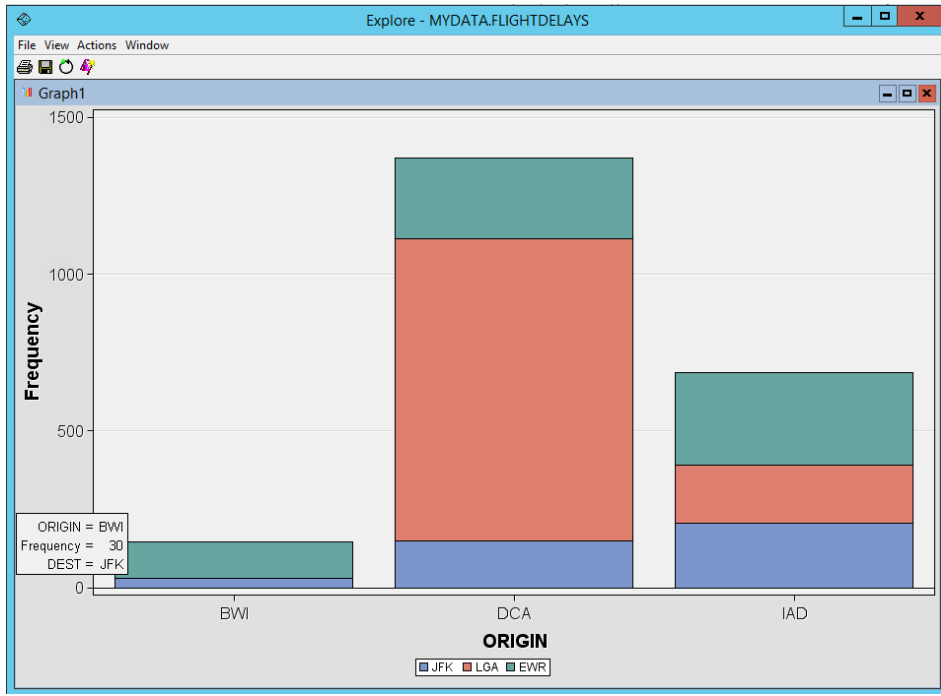 Explore - MYDATA.FLIGHTDELAYS
File View Actions Window
Graph1
1500
1000
500
0
Frequency
ORIGIN = BWI
Frequency = 30
DEST = JFK
BWI DCA IAD
ORIGIN
JFK LGA EWR